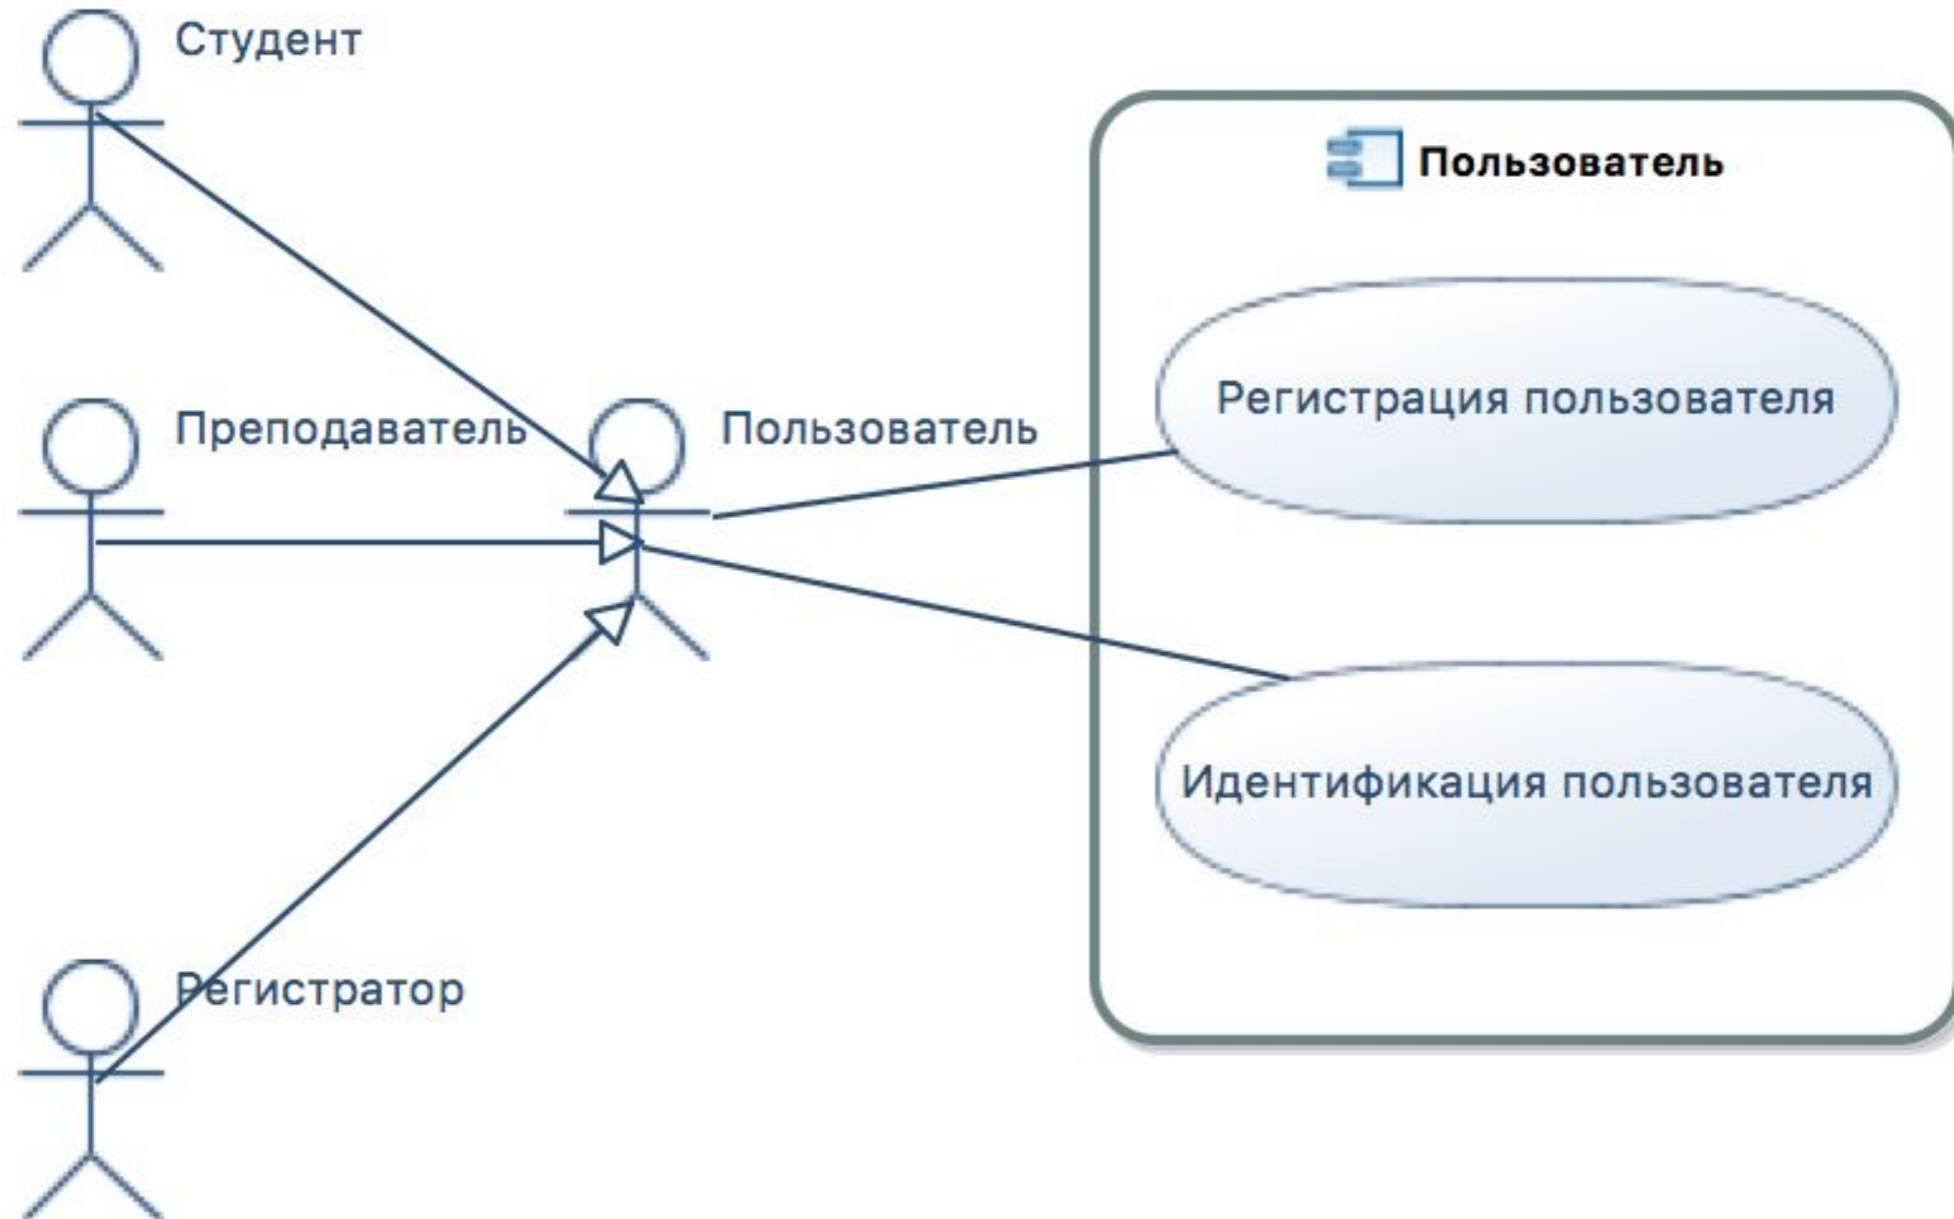 Студент
Пользователь
Регистрация пользователя
Преподаватель
Пользователь
Идентификация пользователя
Регистратор